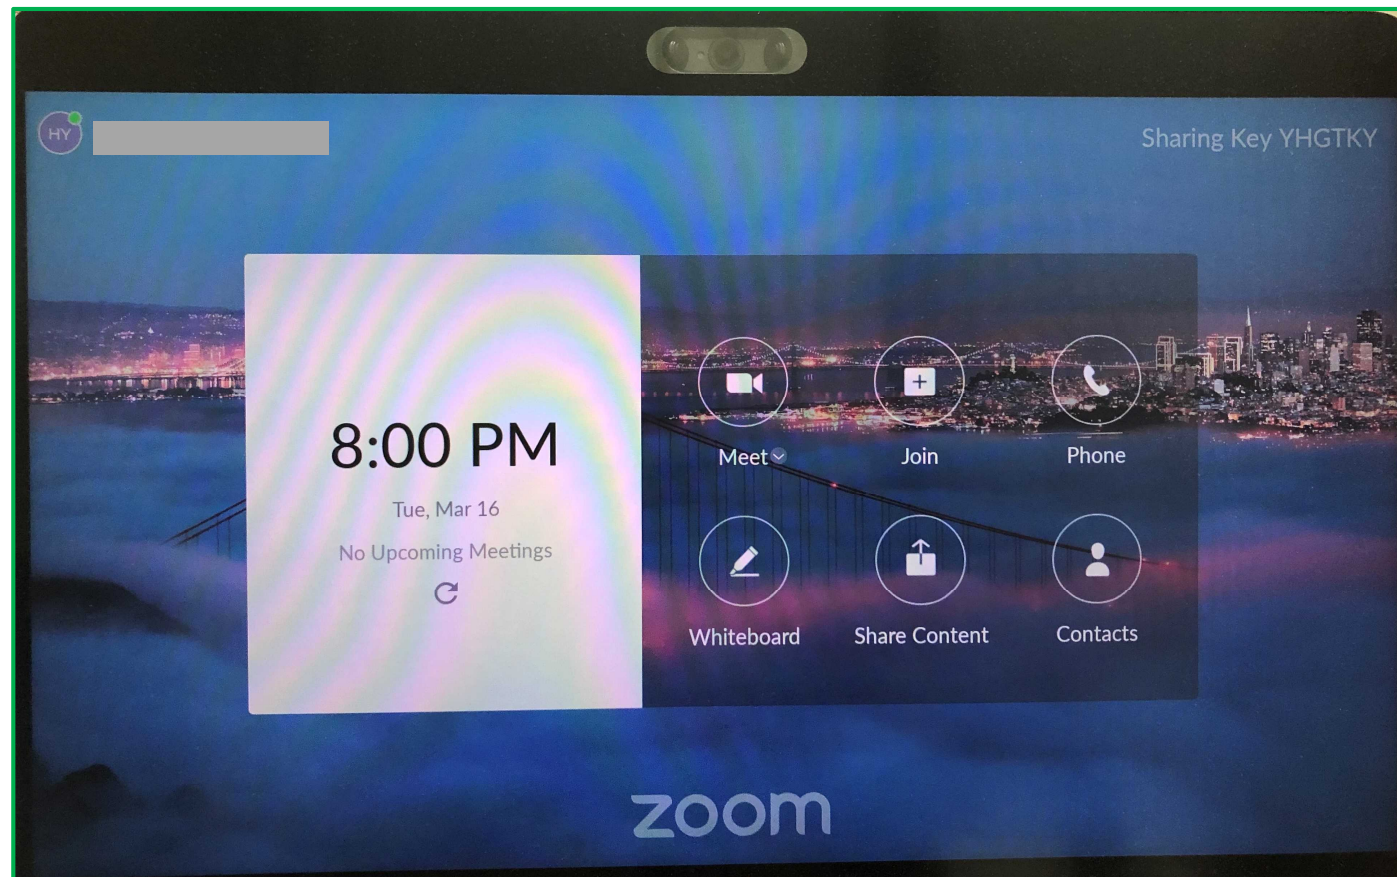 HY
Sharing Key YHGTKY
8:00 PM
Tue, Mar 16
No Upcoming Meetings
Meet
Join
Phone
Whiteboard
Share Content
Contacts
zoom